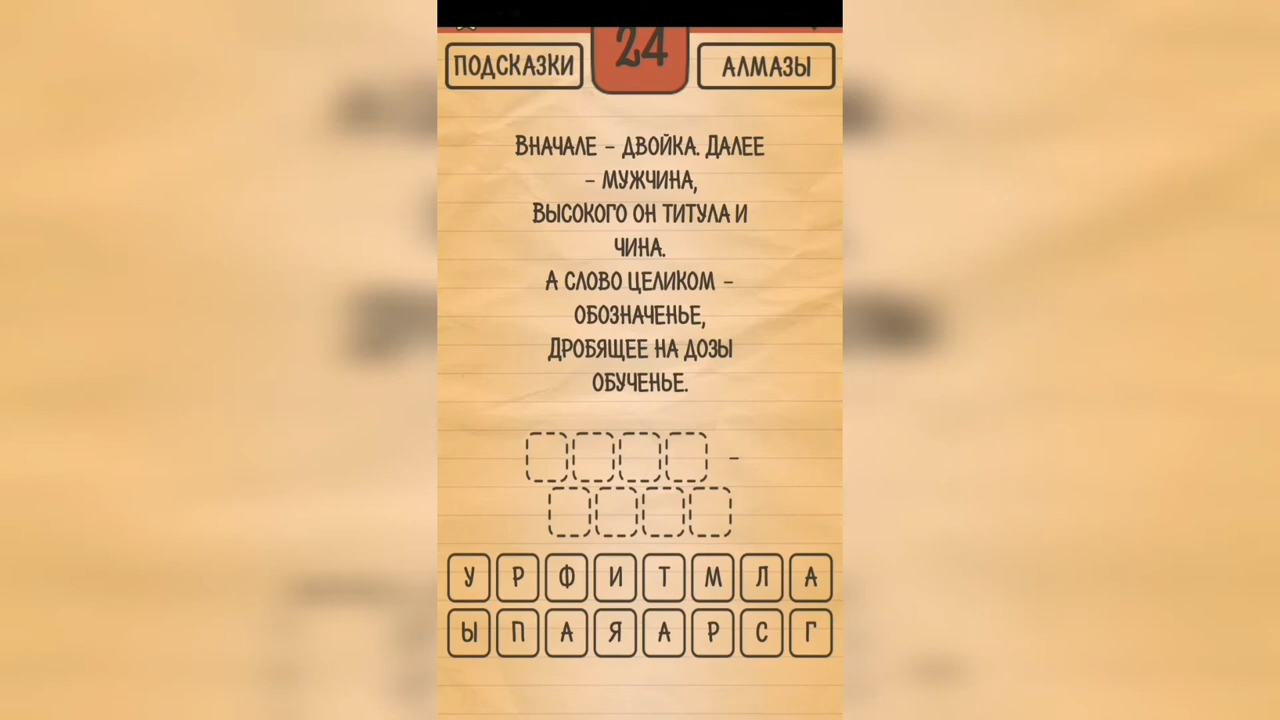 ПОДСКАЗКИ
24
АЛМАЗЫ
ВНАЧАЛЕ - ДВОЙКА. ДАЛЕЕ
- МУЖЧИНА,
ВЫСОКОГО ОН ТИТУЛА И
ЧИНА.
А СЛОВО ЦЕЛИКОМ -
ОБОЗНАЧЕНЬЕ,
ДРОБЯЩЕЕ НА ДОЗЫ
ОБУЧЕНЬЕ.
-
У Р Ф И Т М Л А
Ы П А Я А Р С Г